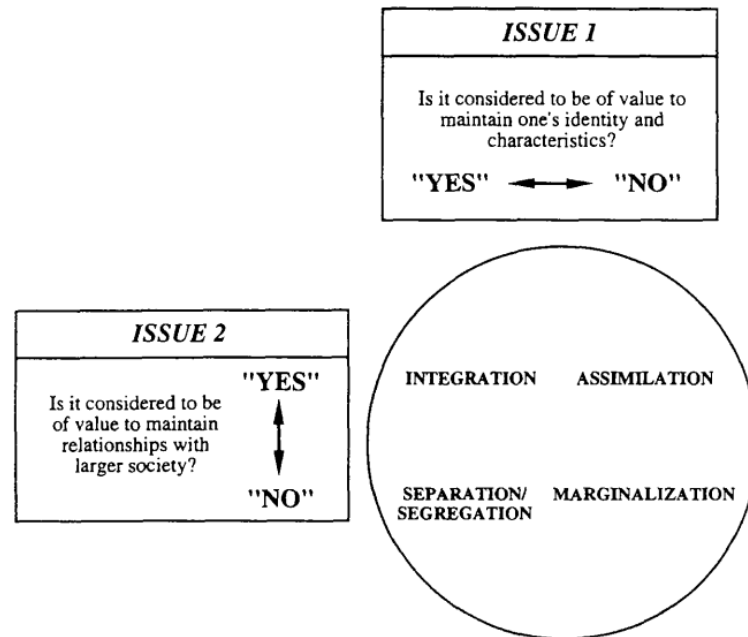 ISSUE 1
Is it considered to be of value to
maintain one's identity and
characteristics?
"YES" "NO"
ISSUE 2
"YES"
Is it considered to be
of value to maintain
relationships with
larger society?
"NO"
INTEGRATION ASSIMILATION
SEPARATION/ MARGINALIZATION
SEGREGATION